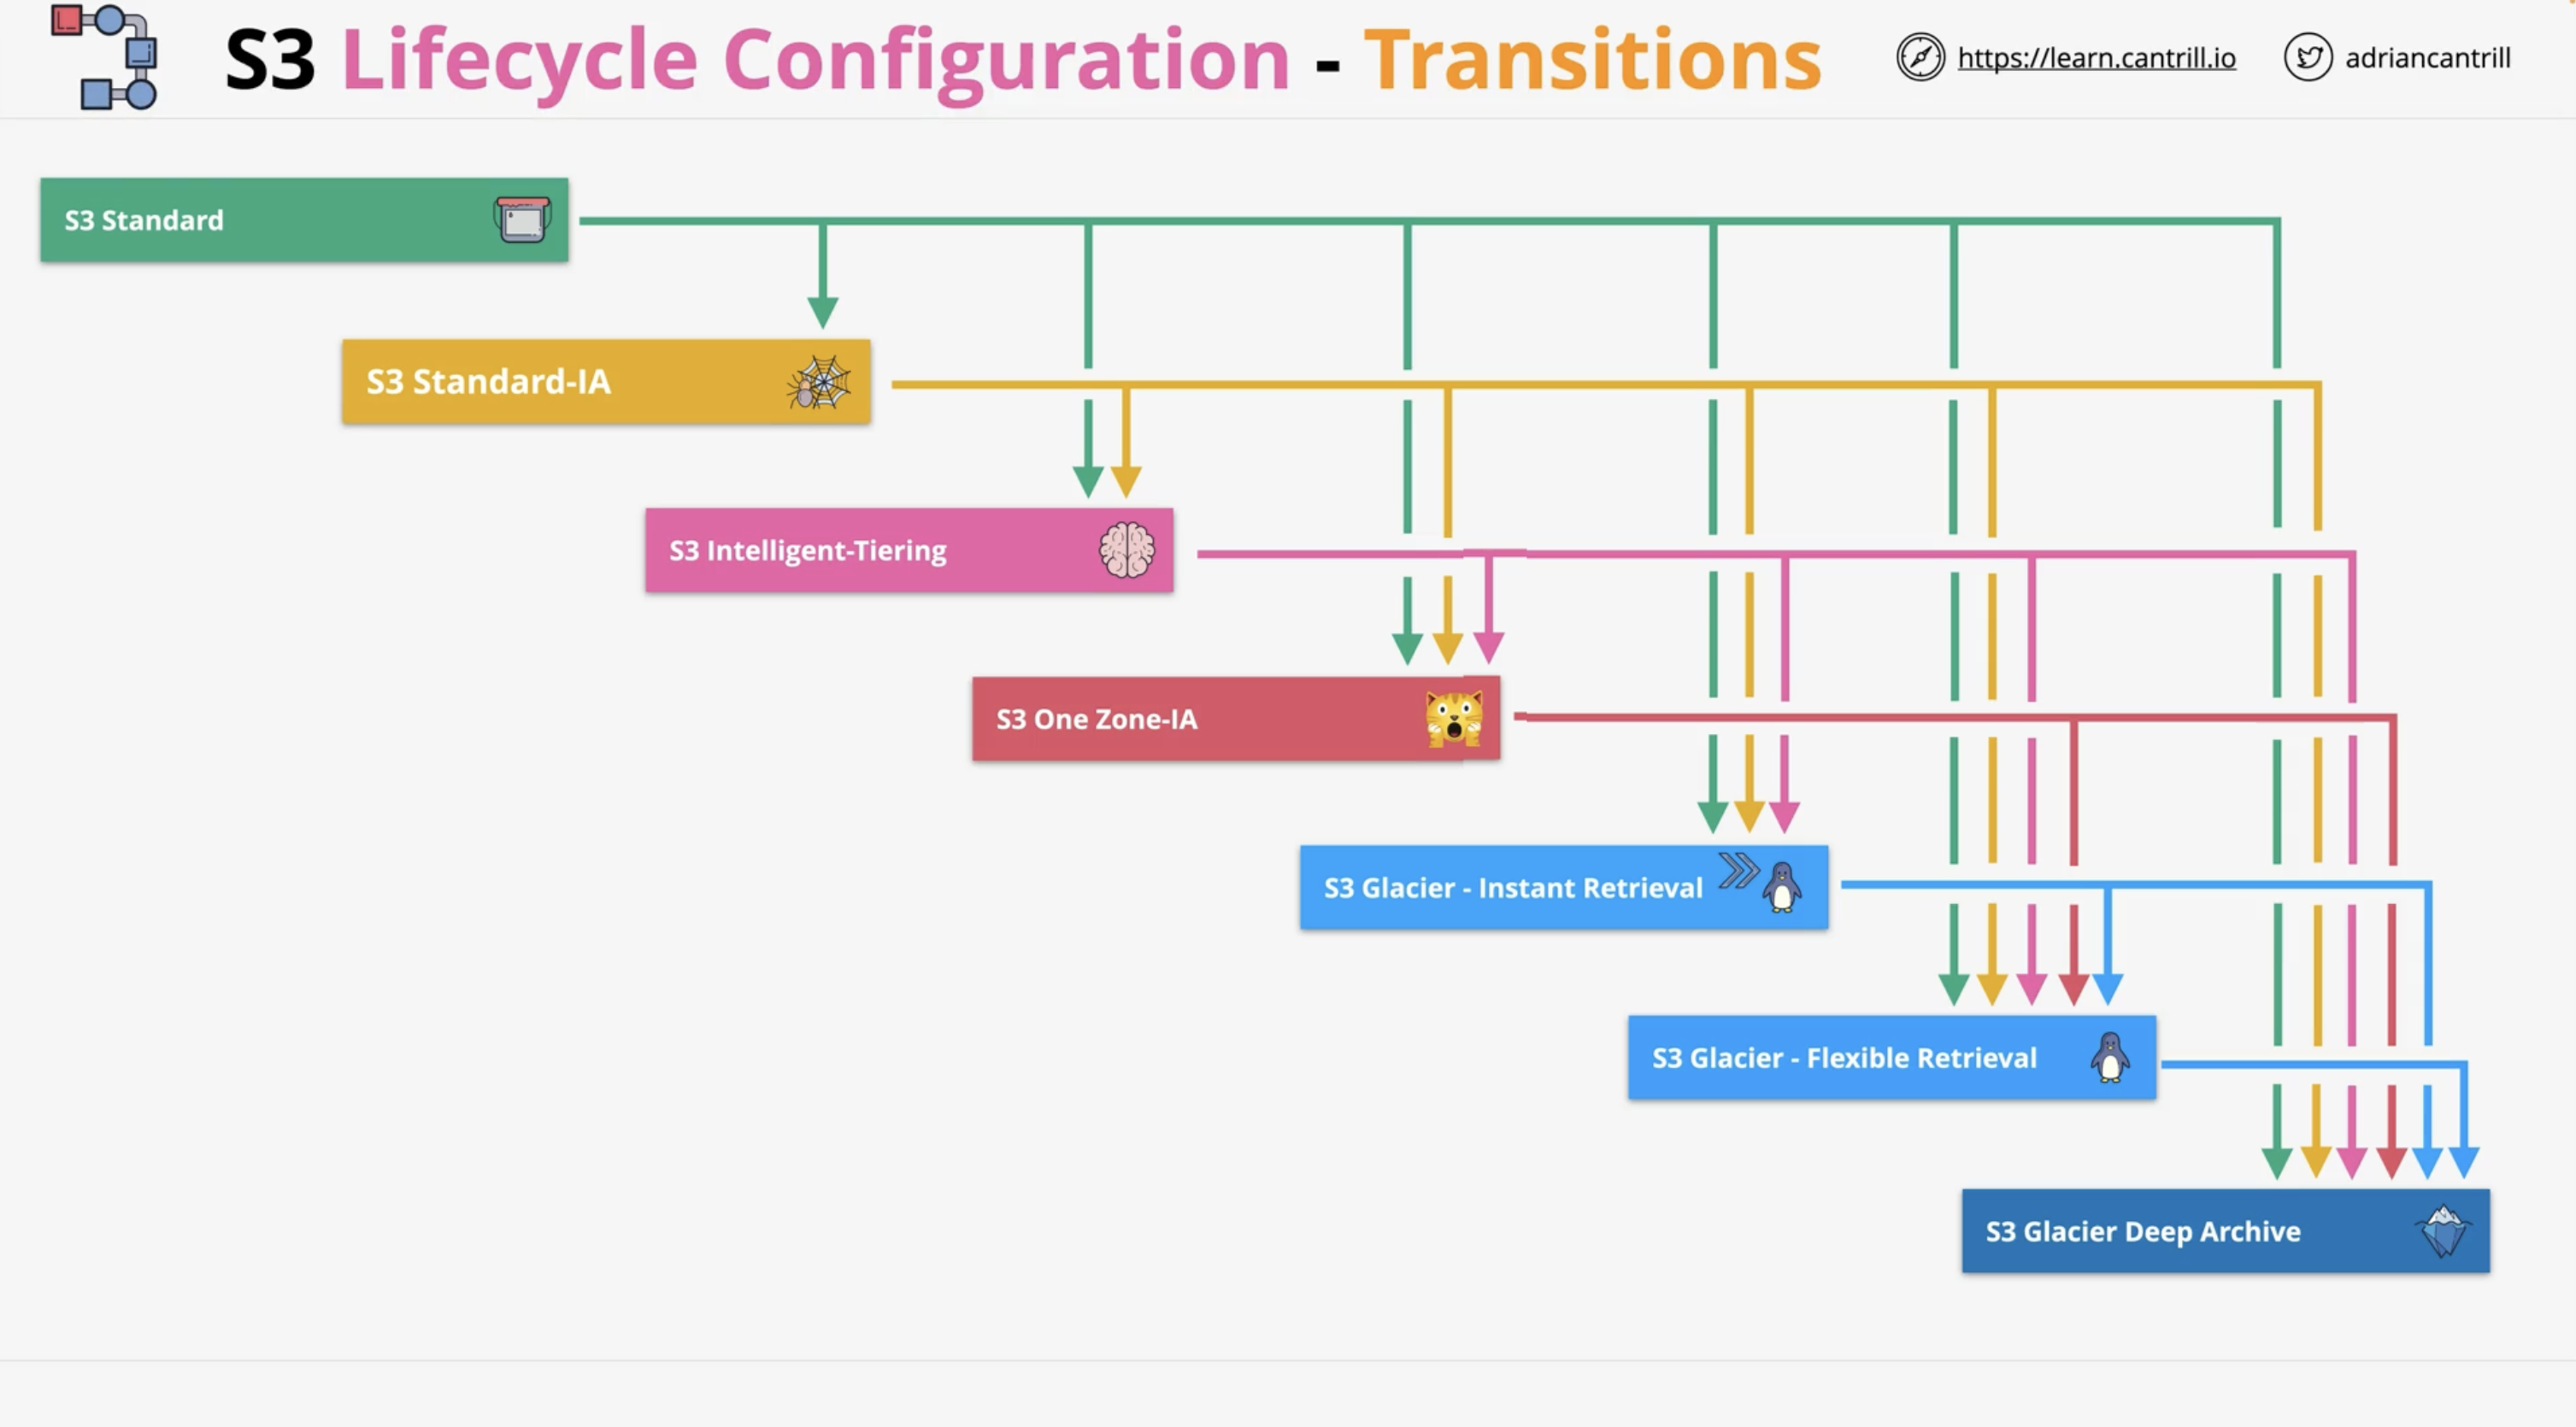 S3 Lifecycle Configuration - Transitions
https://learn.cantrill.io
adriancantrill
S3 Standard
S3 Standard-IA
S3 Intelligent-Tiering
S3 One Zone-IA
S3 Glacier - Instant Retrieval
S3 Glacier - Flexible Retrieval
S3 Glacier Deep Archive